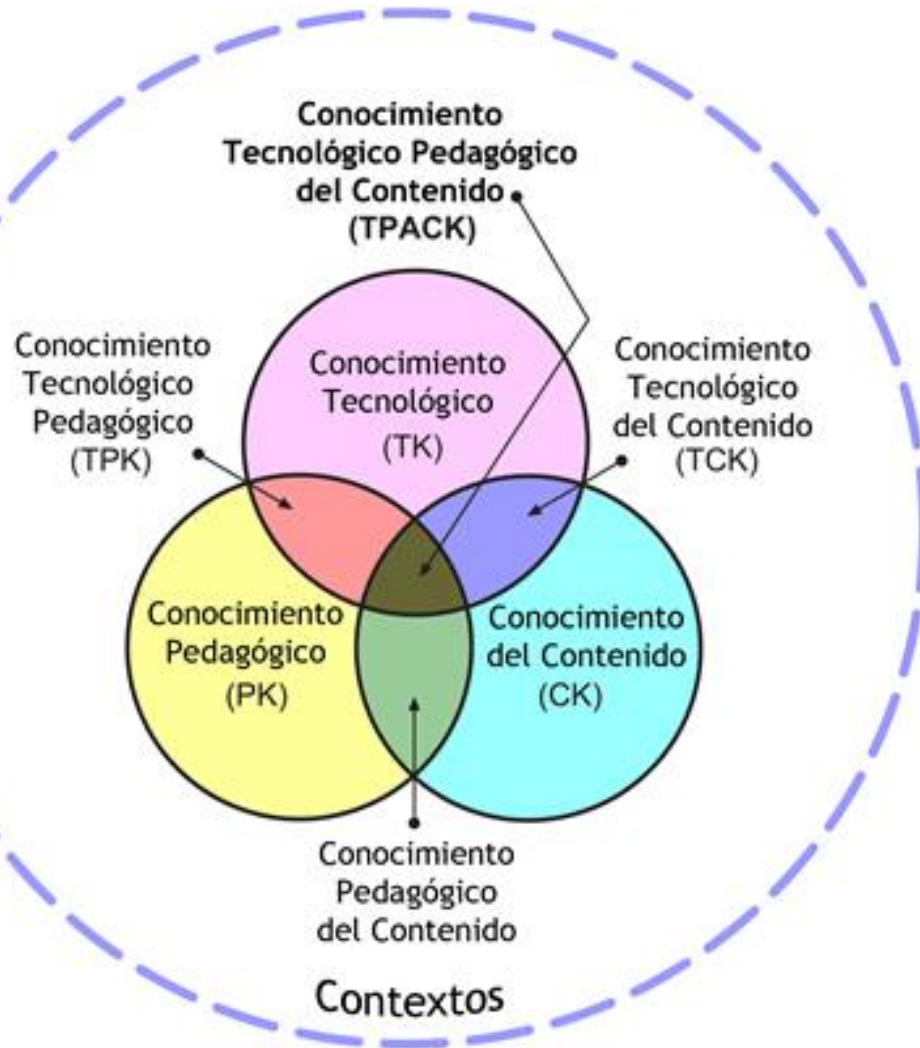 Conocimiento
Tecnológico Pedagógico
del Contenido
(TPACK)
Conocimiento
Tecnológico
Pedagógico
(TPK)
Conocimiento
Tecnológico
(TK)
Conocimiento
Tecnológico
del Contenido
(TCK)
Conocimiento
Pedagógico
(PK)
Conocimiento
del Contenido
(CK)
Conocimiento
Pedagógico
del Contenido
Contextos